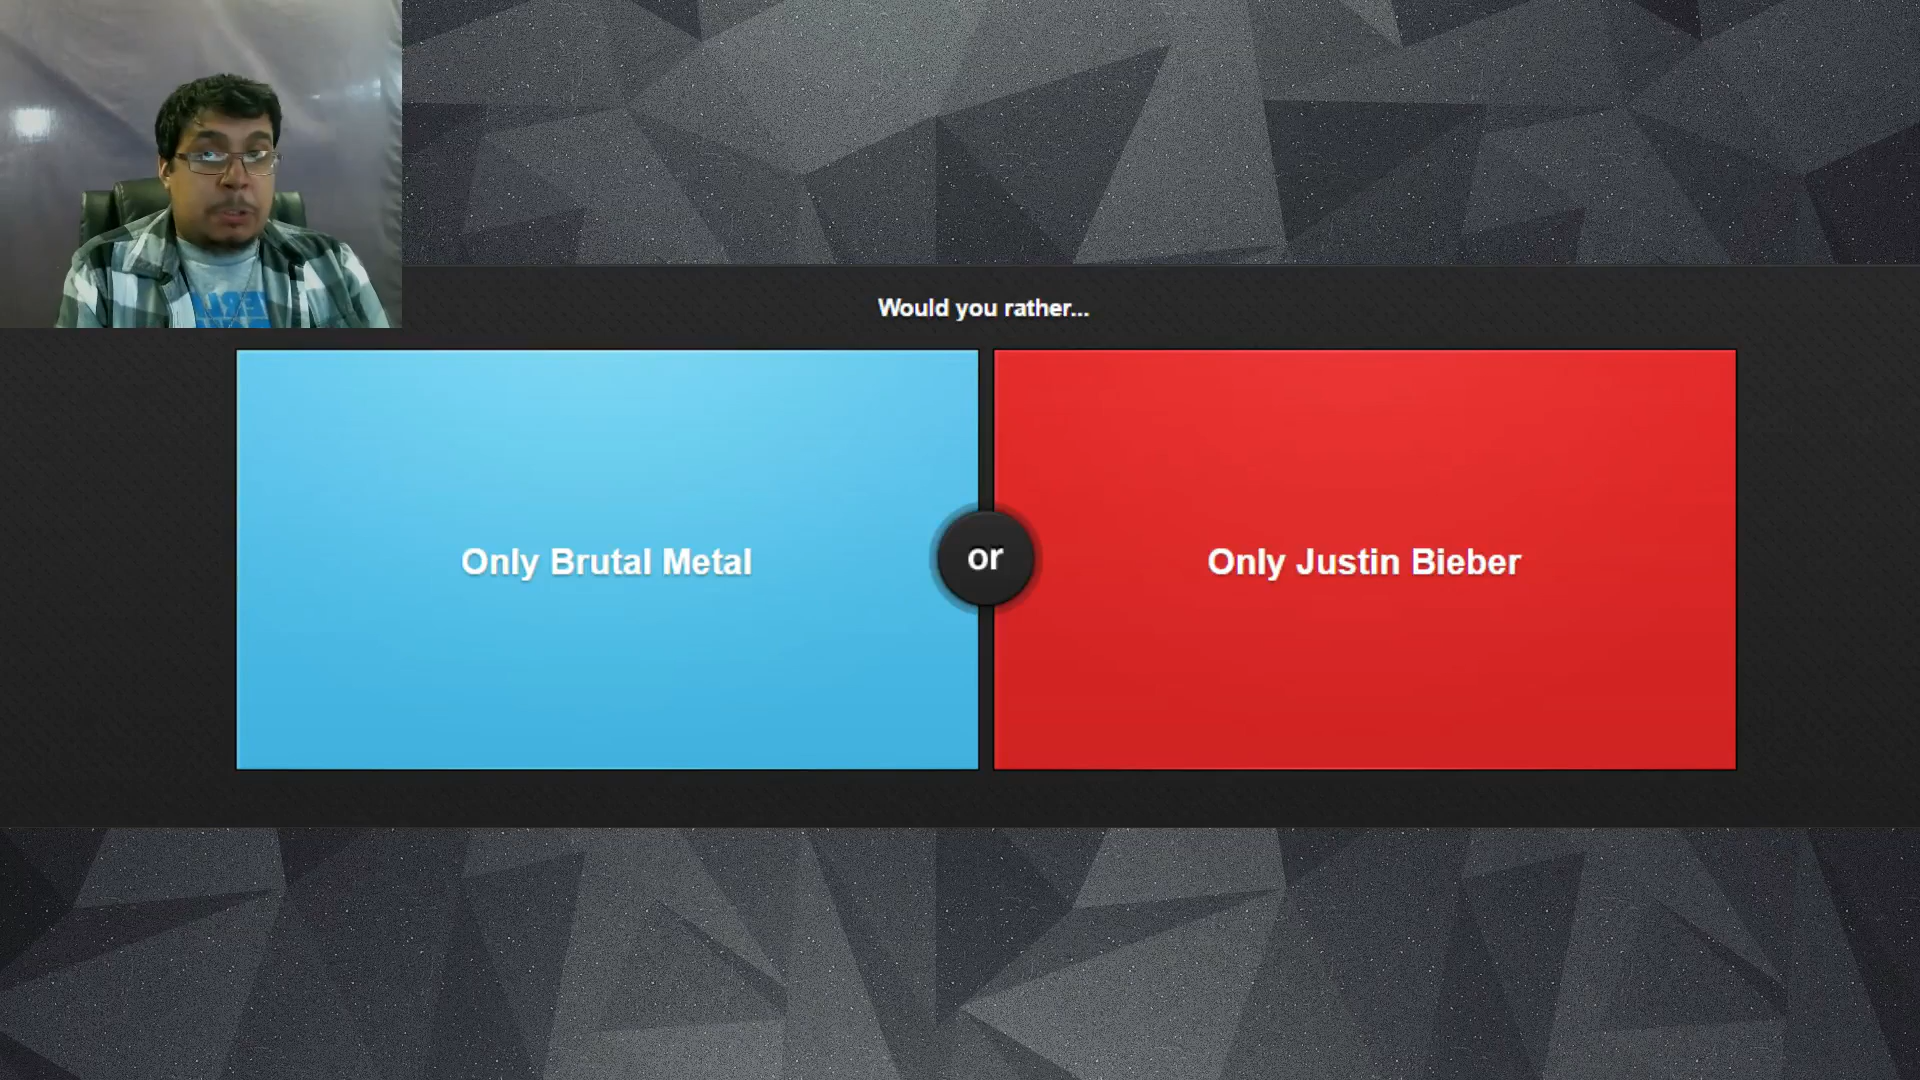 Would you rather...
Only Brutal Metal
or
Only Justin Bieber